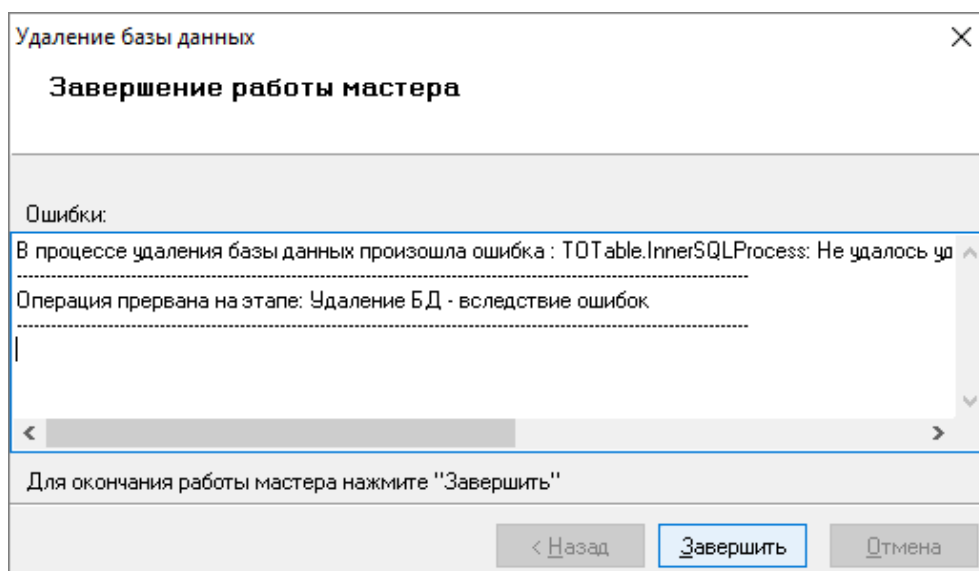 Удаление базы данных
Завершение работы мастера
Ошибки:
В процессе удаления базы данных произошла ошибка : TOTable.InnerSQLProcess: Не удалось уд
--------------------------------------------------------------------------------
Операция прервана на этапе: Удаление БД - вследствие ошибок
--------------------------------------------------------------------------------
Для окончания работы мастера нажмите "Завершить"
< Назад Завершить Отмена